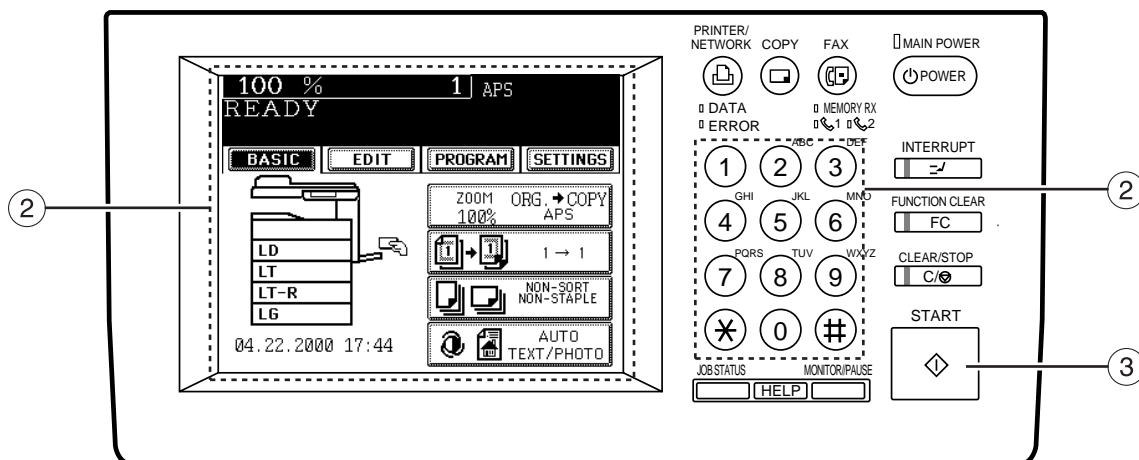 PRINTER/
NETWORK COPY FAX MAIN POWER
POWER
DATA MEMORY RX
ERROR 1 2
100 % 1 APS
READY
BASIC EDIT PROGRAM SETTINGS
ZOOM ORG. ➔ COPY
100% APS
1 ➔ 1 1 → 1
NON-SORT
NON-STAPLE
AUTO
TEXT/PHOTO
LD
LT
LT-R
LG
04.22.2000 17:44
2
ABC DEF
1 2 3
GHI JKL MNO
4 5 6
PQRS TUV WXYZ
7 8 9
* 0 #
JOB STATUS MONITOR/PAUSE
HELP
INTERRUPT
FUNCTION CLEAR
FC
CLEAR/STOP
C/
START
2
3